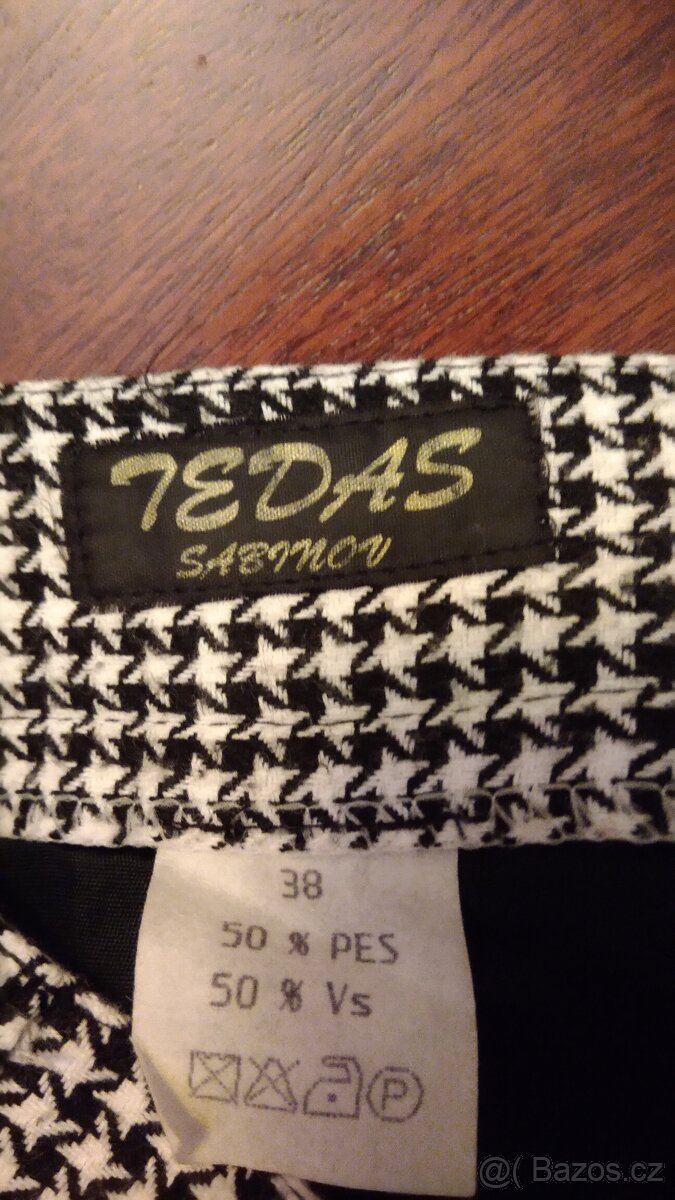 TEDAS
SABINOV
38
50 % PES
50 % Vs
P
@( Bazos.cz